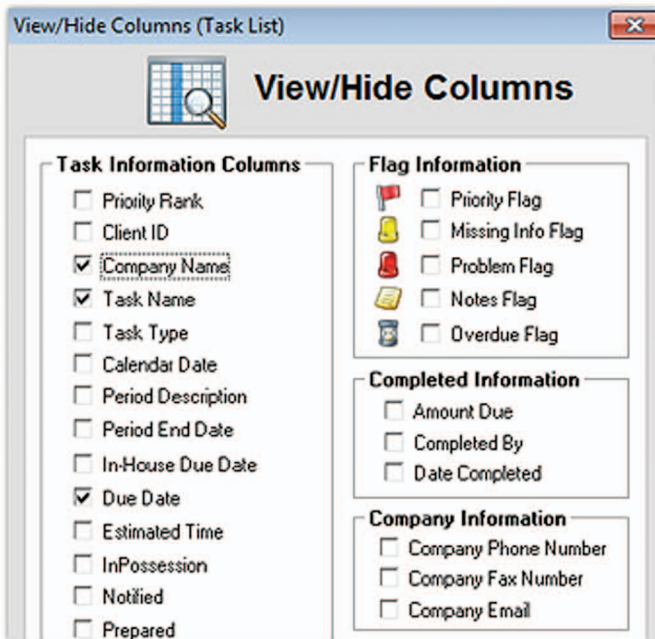 View/Hide Columns (Task List)
View/Hide Columns
Task Information Columns
Priority Rank
Client ID
Company Name
Task Name
Task Type
Calendar Date
Period Description
Period End Date
In-House Due Date
Due Date
Estimated Time
InPossession
Notified
Prepared
Flag Information
Priority Flag
Missing Info Flag
Problem Flag
Notes Flag
Overdue Flag
Completed Information
Amount Due
Completed By
Date Completed
Company Information
Company Phone Number
Company Fax Number
Company Email